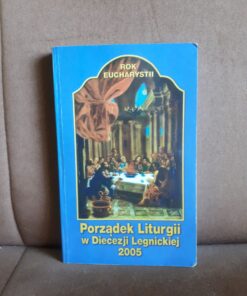 ROK
EUCHARYSTII
Porządek Liturgii
w Diecezji Legnickiej
2005